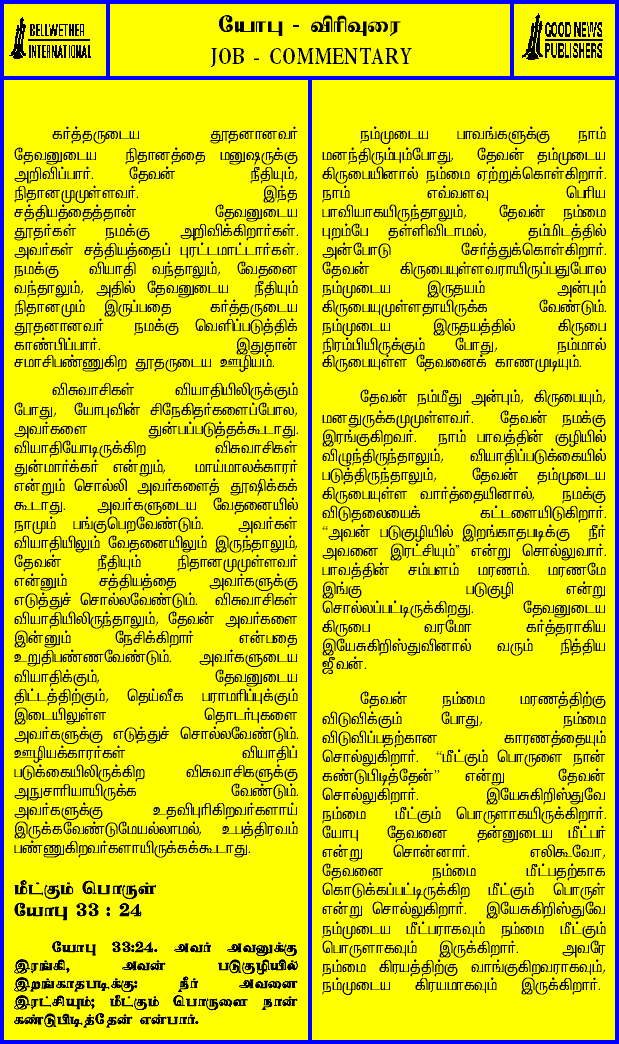 BELLWETHER
INTERNATIONAL
யோபு - விரிவுரை
JOB - COMMENTARY
GOOD NEWS
PUBLISHERS
கர்த்தருடைய தூதனானவர்
தேவனுடைய நிதானத்தை மனுஷருக்கு
அறிவிப்பார். தேவன் நீதியும்,
நிதானமுமுள்ளவர். இந்த
சத்தியத்தைத்தான் தேவனுடைய
தூதர்கள் நமக்கு அறிவிக்கிறார்கள்.
அவர்கள் சத்தியத்தைப் புரட்டமாட்டார்கள்.
நமக்கு வியாதி வந்தாலும், வேதனை
வந்தாலும், அதில் தேவனுடைய நீதியும்
நிதானமும் இருப்பதை கர்த்தருடைய
தூதனானவர் நமக்கு வெளிப்படுத்திக்
காண்பிப்பார். இதுதான்
சமாசிபண்ணுகிற தூதருடைய ஊழியம்.
விசுவாசிகள் வியாதியிலிருக்கும்
போது, யோபுவின் சிநேகிதர்களைப்போல,
அவர்களை துன்பப்படுத்தக்கூடாது.
வியாதியோடிருக்கிற விசுவாசிகள்
துன்மார்க்கர் என்றும், மாய்மாலக்காரர்
என்றும் சொல்லி அவர்களைத் தூஷிக்கக்
கூடாது. அவர்களுடைய வேதனையில்
நாமும் பங்குபெறவேண்டும். அவர்கள்
வியாதியிலும் வேதனையிலும் இருந்தாலும்,
தேவன் நீதியும் நிதானமுமுள்ளவர்
என்னும் சத்தியத்தை அவர்களுக்கு
எடுத்துச் சொல்லவேண்டும். விசுவாசிகள்
வியாதியிலிருந்தாலும், தேவன் அவர்களை
இன்னும் நேசிக்கிறார் என்பதை
உறுதிபண்ணவேண்டும். அவர்களுடைய
வியாதிக்கும், தேவனுடைய
திட்டத்திற்கும், தெய்வீக பராமரிப்புக்கும்
இடையிலுள்ள தொடர்புகளை
அவர்களுக்கு எடுத்துச் சொல்லவேண்டும்.
ஊழியக்காரர்கள் வியாதிப்
படுக்கையிலிருக்கிற விசுவாசிகளுக்கு
அநுசாரியாயிருக்க வேண்டும்.
அவர்களுக்கு உதவிபுரிகிறவர்களாய்
இருக்கவேண்டுமேயல்லாமல், உபத்திரவம்
பண்ணுகிறவர்களாயிருக்கக்கூடாது.
மீட்கும் பொருள்
யோபு 33 : 24
யோபு 33:24. அவர் அவனுக்கு
இரங்கி, அவன் படுகுழியில்
இறங்காதபடிக்கு: நீர் அவனை
இரட்சியும்; மீட்கும் பொருளை நான்
கண்டுபிடித்தேன் என்பார்.
நம்முடைய பாவங்களுக்கு நாம்
மனந்திரும்பும்போது, தேவன் தம்முடைய
கிருபையினால் நம்மை ஏற்றுக்கொள்கிறார்.
நாம் எவ்வளவு பெரிய
பாவியாகயிருந்தாலும், தேவன் நம்மை
புறம்பே தள்ளிவிடாமல், தம்மிடத்தில்
அன்போடு சேர்த்துக்கொள்கிறார்.
தேவன் கிருபையுள்ளவராயிருப்பதுபோல
நம்முடைய இருதயம் அன்பும்
கிருபையுமுள்ளதாயிருக்க வேண்டும்.
நம்முடைய இருதயத்தில் கிருபை
நிரம்பியிருக்கும் போது, நம்மால்
கிருபையுள்ள தேவனைக் காணமுடியும்.
தேவன் நம்மீது அன்பும், கிருபையும்,
மனதுருக்கமுமுள்ளவர். தேவன் நமக்கு
இரங்குகிறவர். நாம் பாவத்தின் குழியில்
விழுந்திருந்தாலும், வியாதிப்படுக்கையில்
படுத்திருந்தாலும், தேவன் தம்முடைய
கிருபையுள்ள வார்த்தையினால், நமக்கு
விடுதலையைக் கட்டளையிடுகிறார்.
“அவன் படுகுழியில் இறங்காதபடிக்கு நீர்
அவனை இரட்சியும்” என்று சொல்லுவார்.
பாவத்தின் சம்பளம் மரணம். மரணமே
இங்கு படுகுழி என்று
சொல்லப்பட்டிருக்கிறது. தேவனுடைய
கிருபை வரமோ கர்த்தராகிய
இயேசுகிறிஸ்துவினால் வரும் நித்திய
ஜீவன்.
தேவன் நம்மை மரணத்திற்கு
விடுவிக்கும் போது, நம்மை
விடுவிப்பதற்கான காரணத்தையும்
சொல்லுகிறார். “மீட்கும் பொருளை நான்
கண்டுபிடித்தேன்” என்று தேவன்
சொல்லுகிறார். இயேசுகிறிஸ்துவே
நம்மை மீட்கும் பொருளாகயிருக்கிறார்.
யோபு தேவனை தன்னுடைய மீட்பர்
என்று சொன்னார். எலிகூவோ,
தேவனை நம்மை மீட்பதற்காக
கொடுக்கப்பட்டிருக்கிற மீட்கும் பொருள்
என்று சொல்லுகிறார். இயேசுகிறிஸ்துவே
நம்முடைய மீட்பராகவும் நம்மை மீட்கும்
பொருளாகவும் இருக்கிறார். அவரே
நம்மை கிரயத்திற்கு வாங்குகிறவராகவும்,
நம்முடைய கிரயமாகவும் இருக்கிறார்.